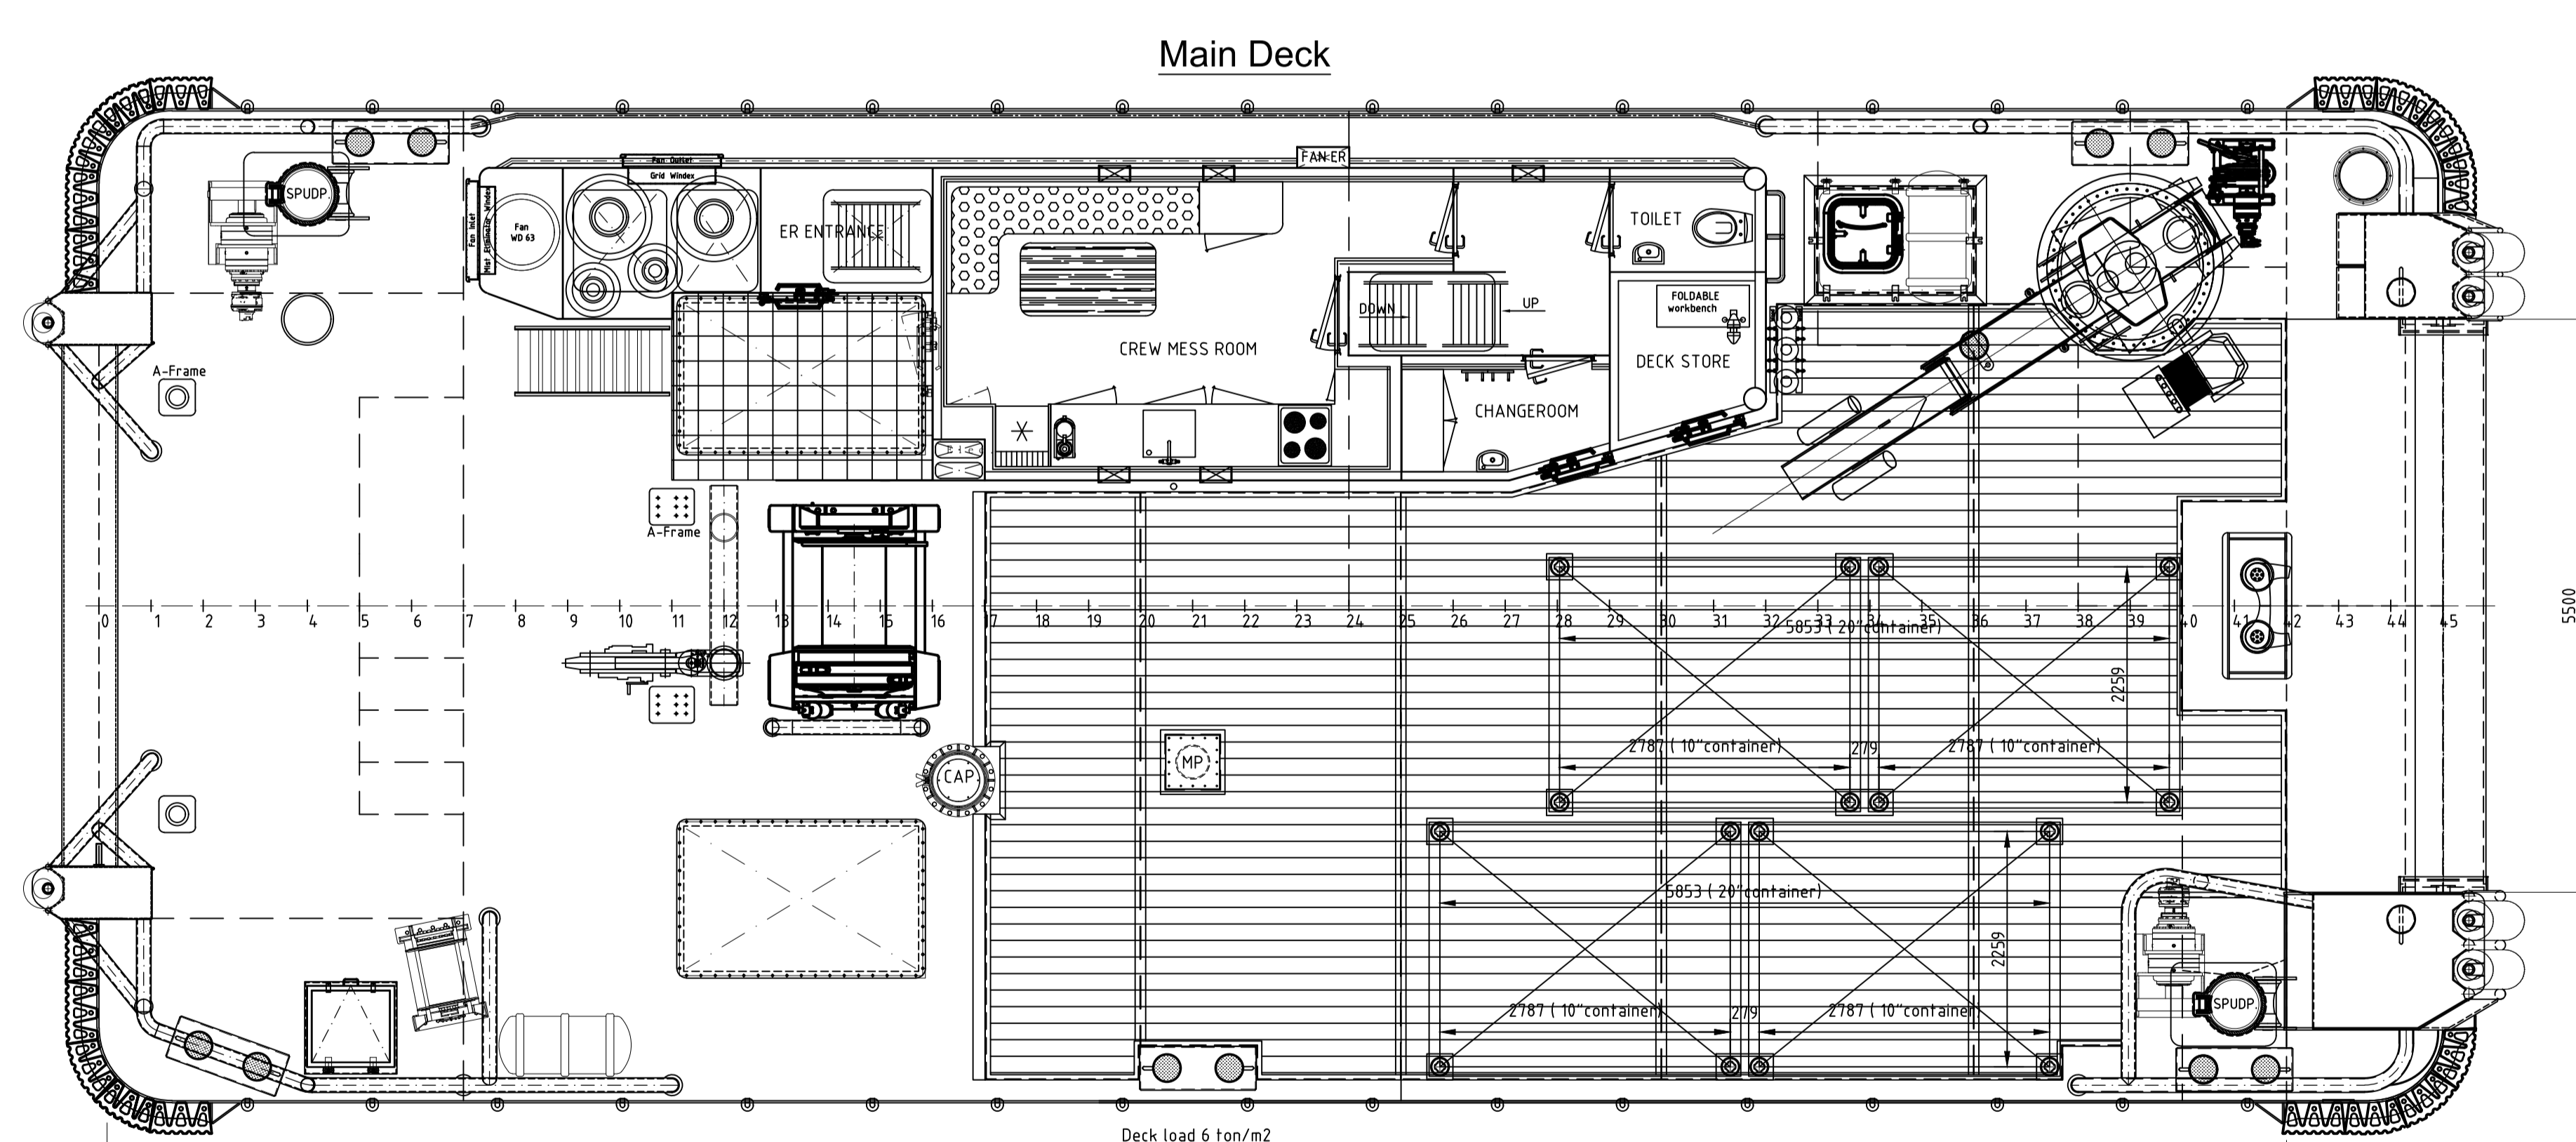 Main Deck
Fan Outlet
Grid Windex
FAN ER
SPUDP.
Fan Inlet
Mist Eliminator Windex
Fan
WD 63
ER ENTRANCE
TOILET
A-Frame
CREW MESS ROOM
DOWN
UP
FOLDABLE
workbench
DECK STORE
CHANGEROOM
A-Frame
5500
0 1 2 3 4 5 6 7 8 9 10 11 12 13 14 15 16 17 18 19 20 21 22 23 24 25 26 27 28 29 30 31 32 33 34 35 36 37 38 39 40 41 42 43 44 45
5853 ( 20"container)
2259
2787 ( 10"container)
279
2787 ( 10"container)
MP
CAP
5853 ( 20"container)
2259
2787 ( 10"container)
279
2787 ( 10"container)
SPUDP.
Deck load 6 ton/m2